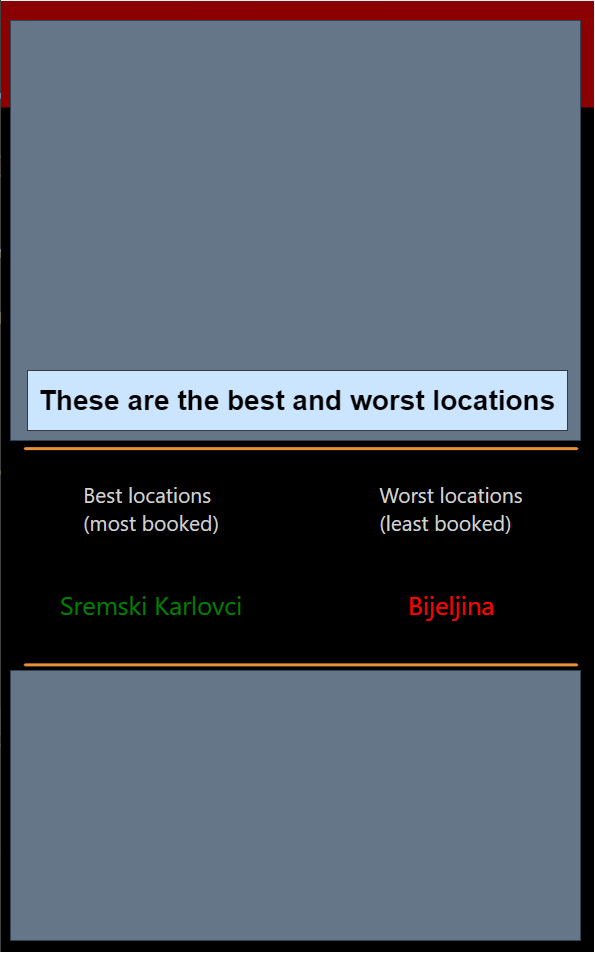 These are the best and worst locations
Best locations
(most booked)
Worst locations
(least booked)
Sremski Karlovci
Bijeljina